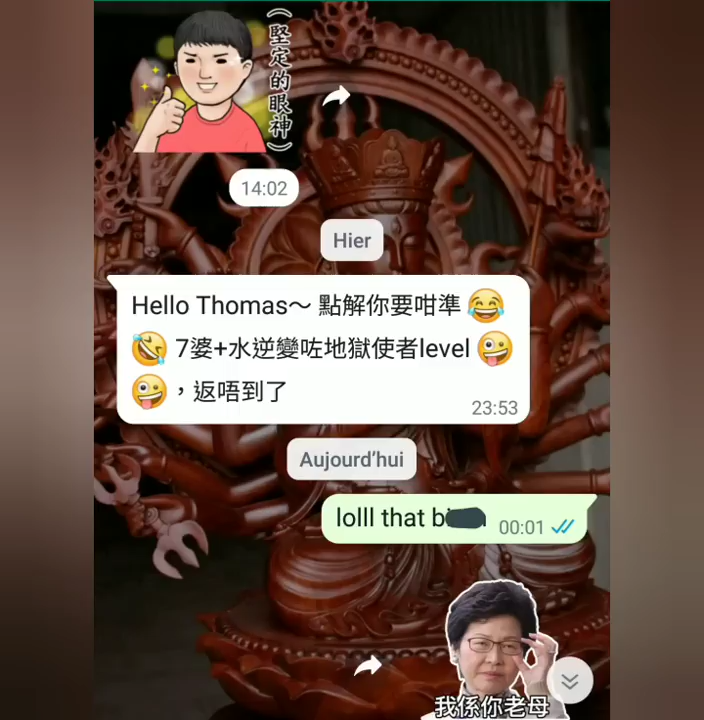 （堅定的眼神）
14:02
Hier
Hello Thomas～ 點解你要咁準 😂
🤣 7婆+水逆變咗地獄使者level 🤪
🤪，返唔到了
23:53
Aujourd'hui
lolll that
00:01
我係你老母